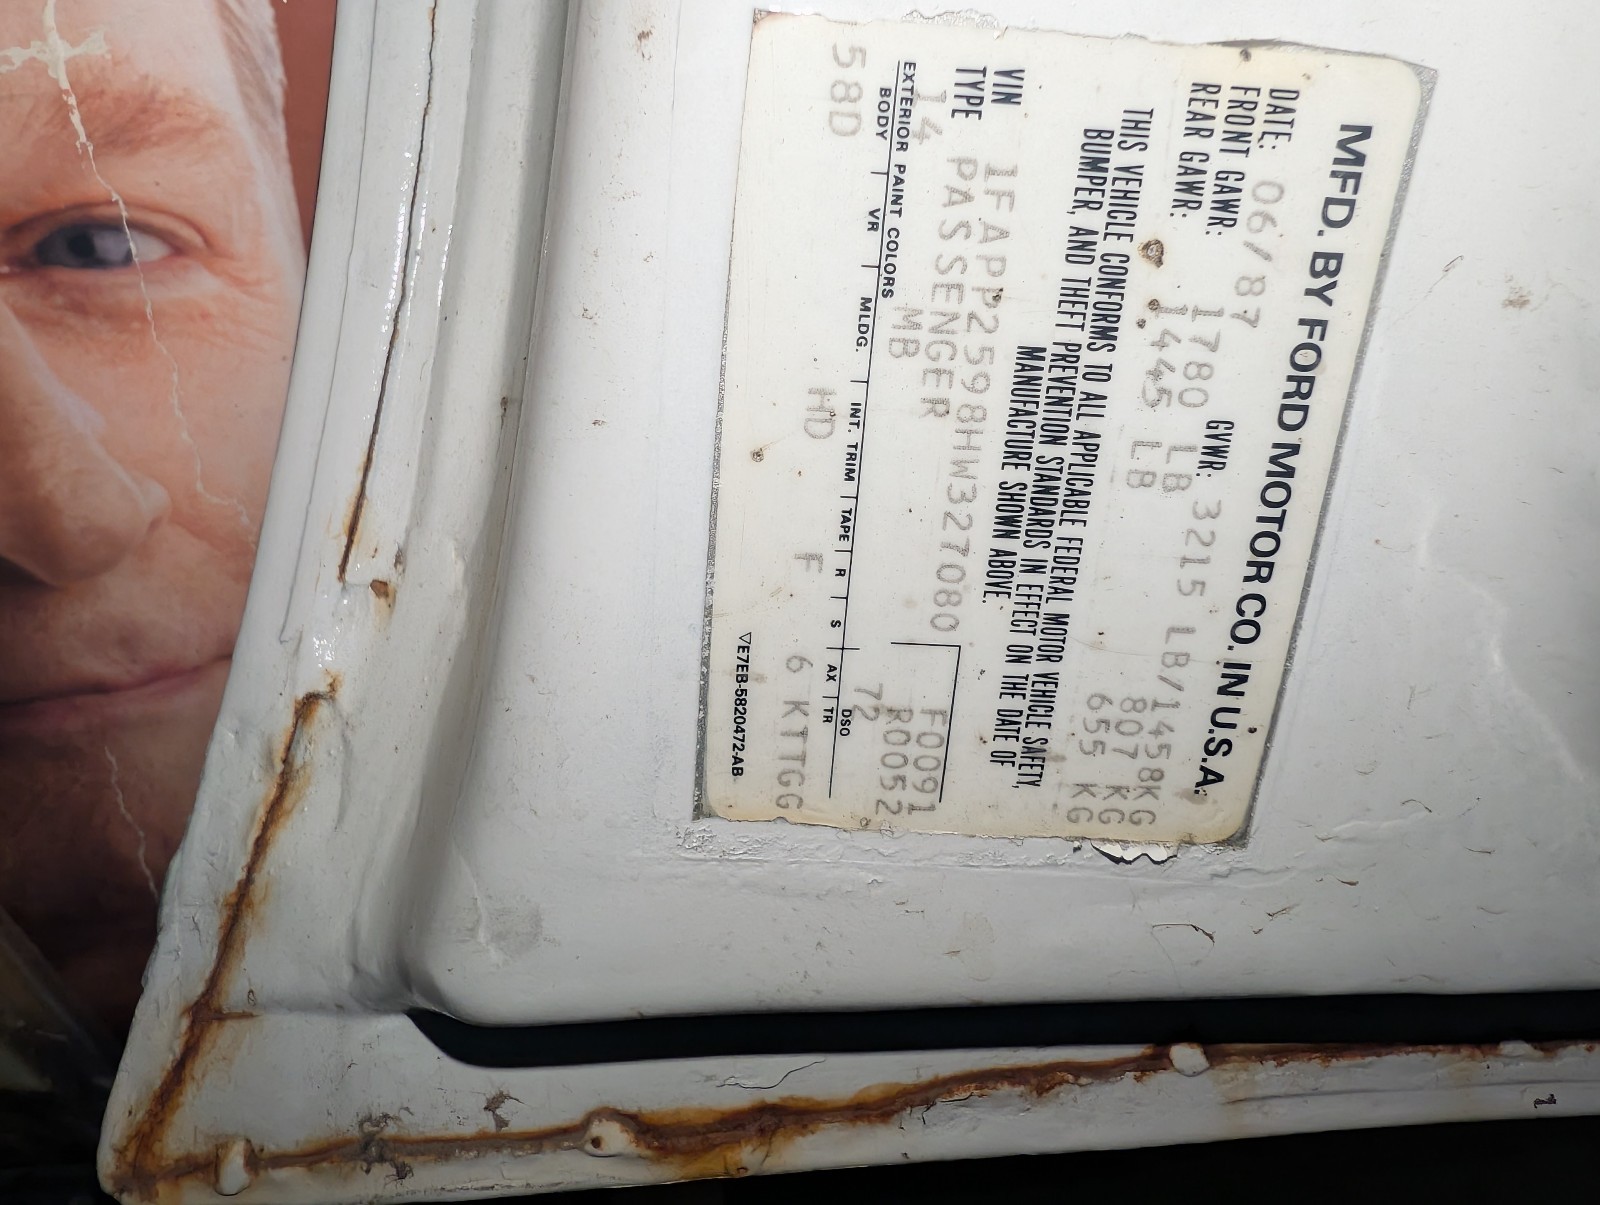 MFD. BY FORD MOTOR CO. IN U.S.A.
DATE: 06/87 GVWR: 3215 LB/1458KG
FRONT GAWR: 1780 LB 807 KG
REAR GAWR: 1445 LB 655 KG
THIS VEHICLE CONFORMS TO ALL APPLICABLE FEDERAL MOTOR VEHICLE SAFETY,
BUMPER, AND THEFT PREVENTION STANDARDS IN EFFECT ON THE DATE OF
MANUFACTURE SHOWN ABOVE.
VIN 1FAPP2598HW327080 F0091
TYPE PASSENGER R0052
14 MB 72
EXTERIOR PAINT COLORS DSO
BODY VR MLDG. INT. TRIM TAPE R S AX TR
58D HD F 6 KTTGG
▽E7EB-5820472-AB